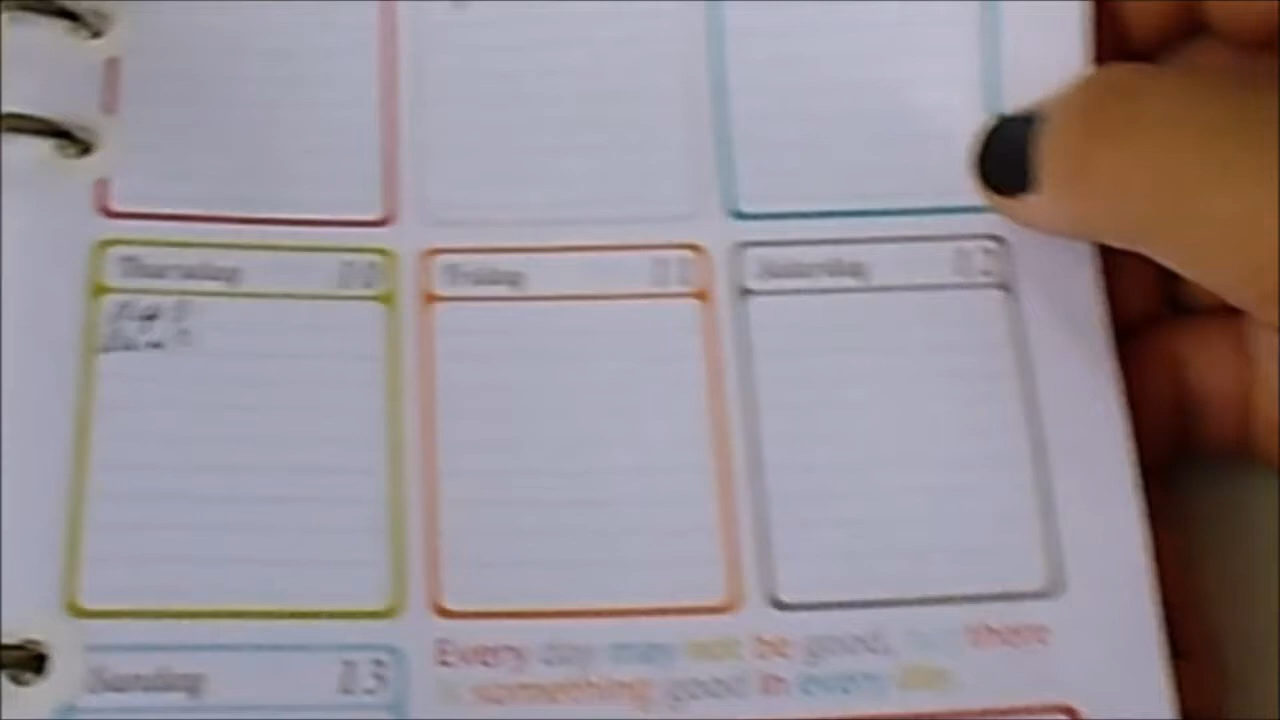 Thursday 10
Friday 11
Saturday 12
Sunday 13
Every day may not be good, but there
is something good in every day.